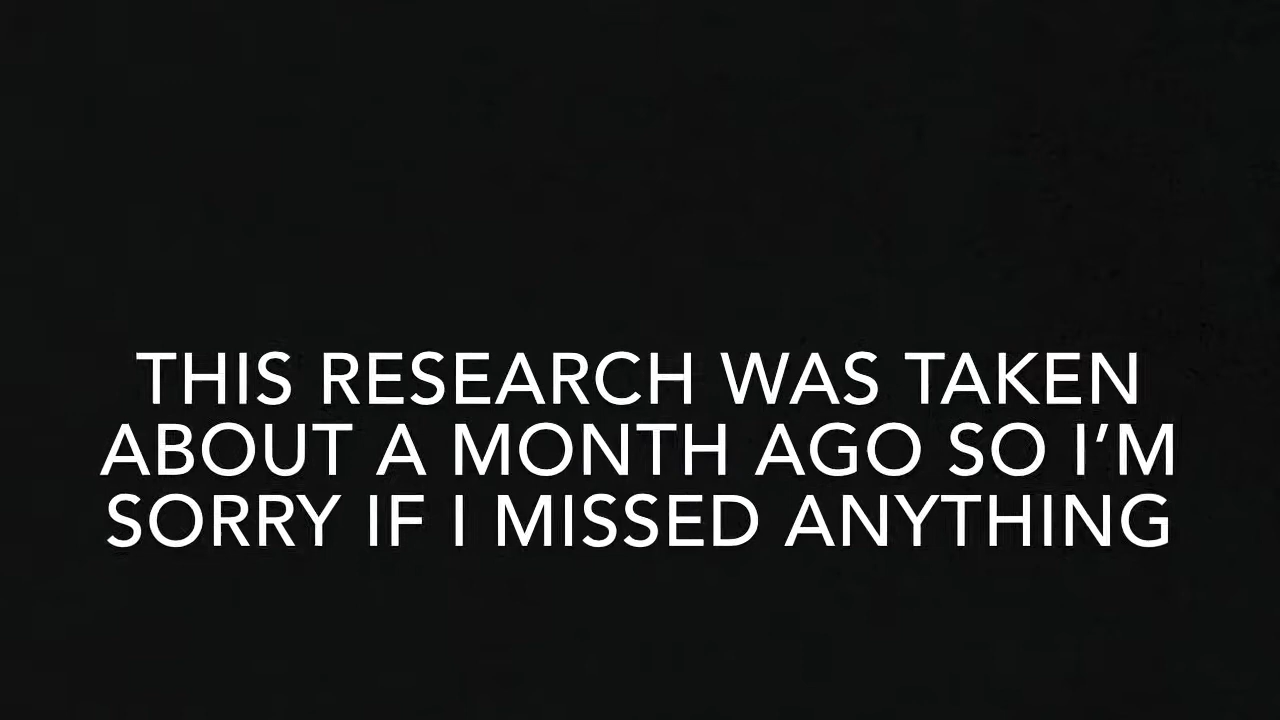 THIS RESEARCH WAS TAKEN
ABOUT A MONTH AGO SO I’M
SORRY IF I MISSED ANYTHING